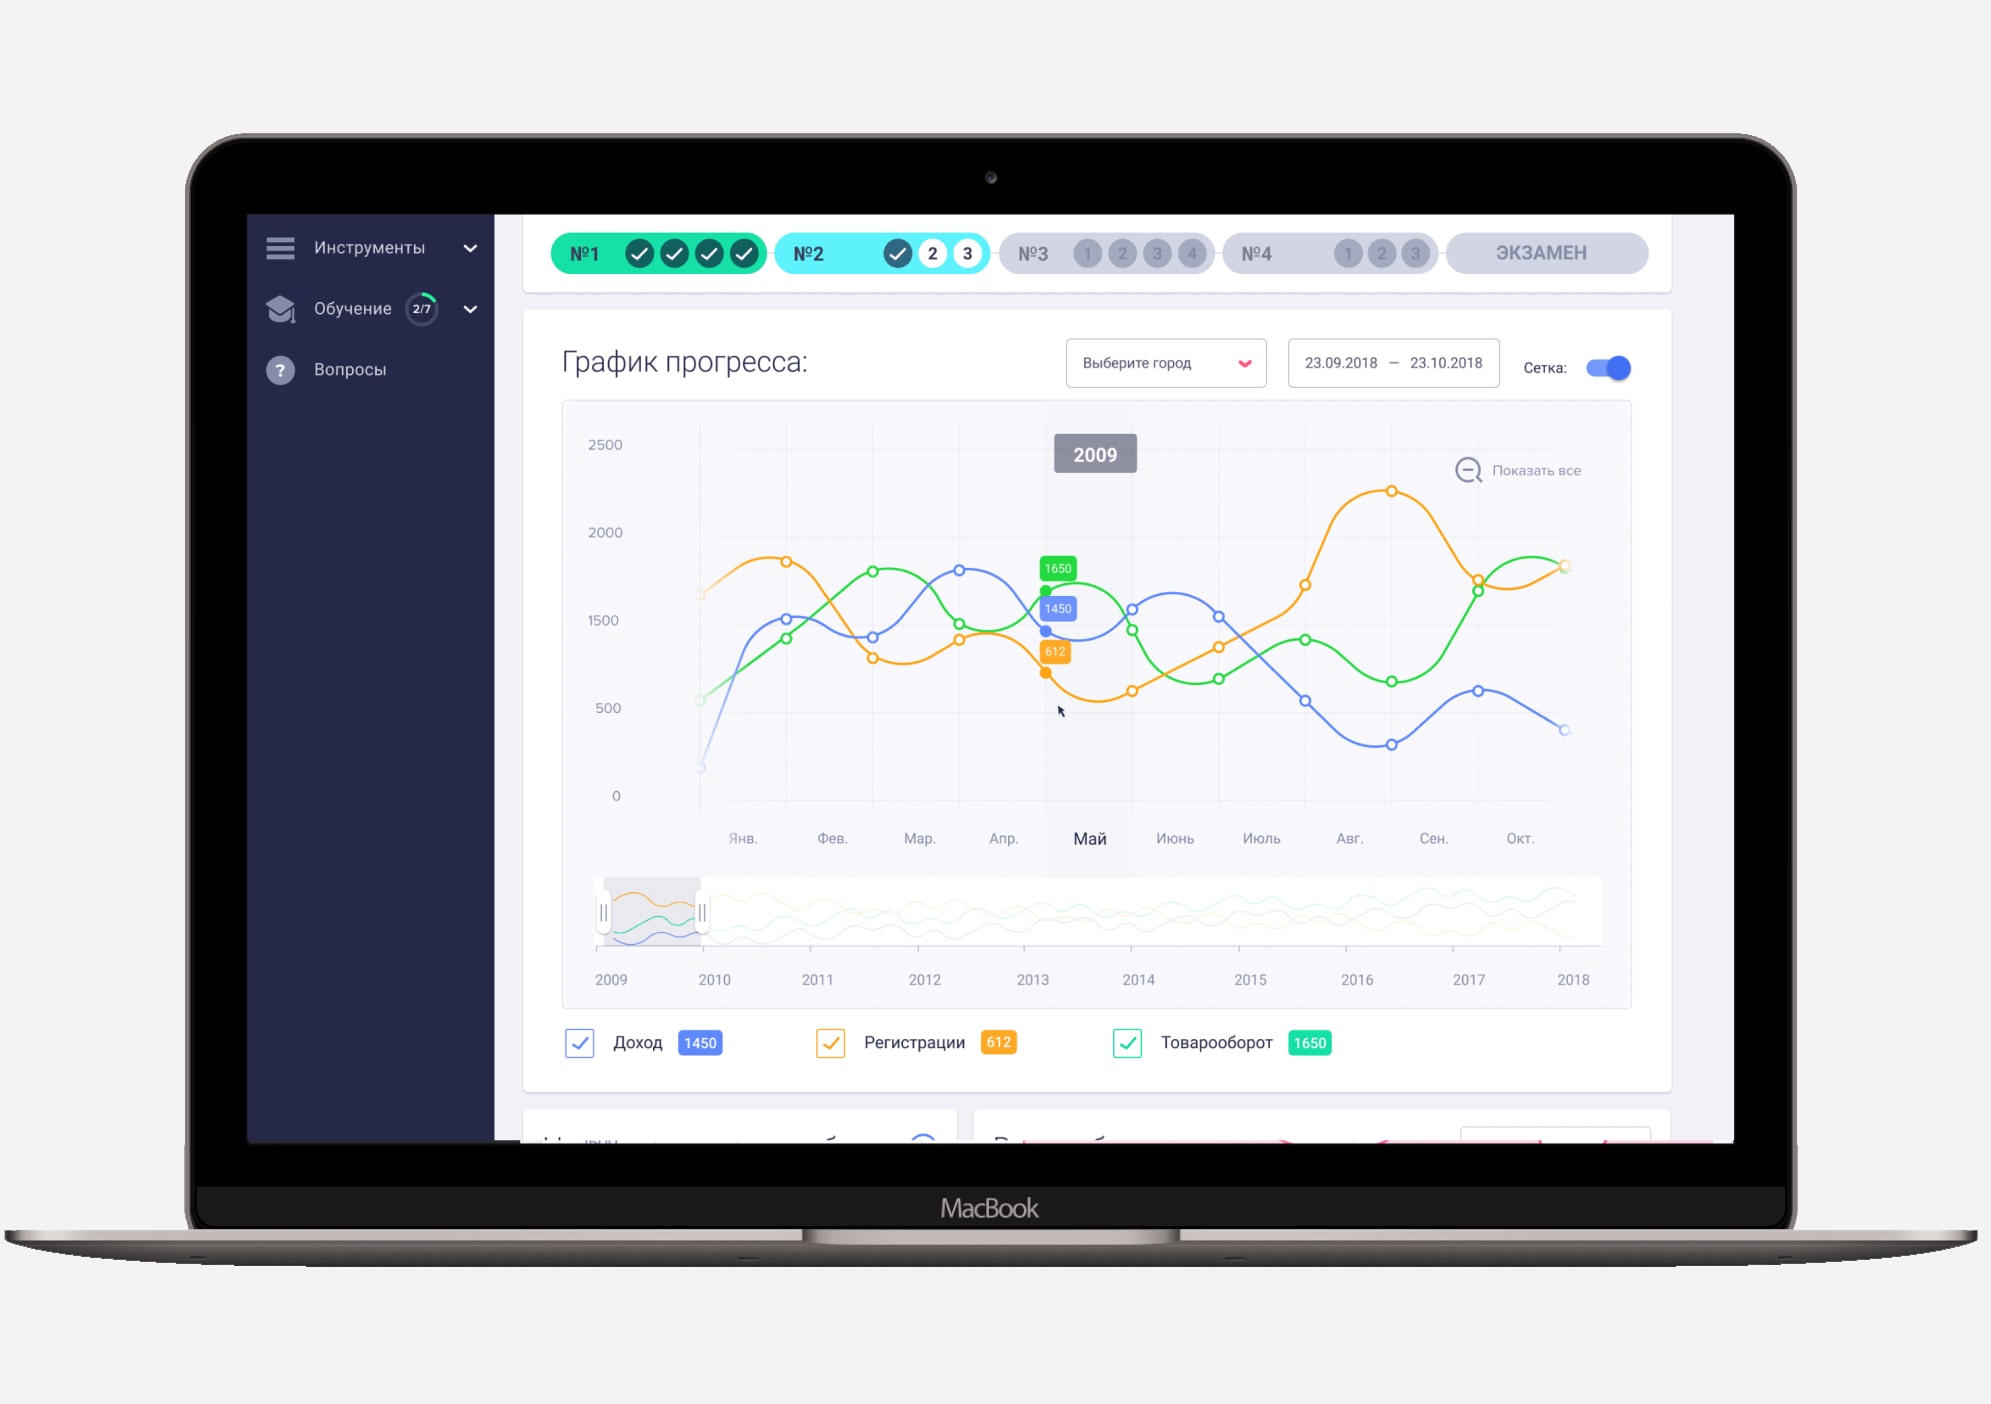 Инструменты
Обучение 2/7
Вопросы
№1
№2 2 3
№3 1 2 3 4
№4 1 2 3
ЭКЗАМЕН
График прогресса:
Выберите город
23.09.2018 – 23.10.2018
Сетка:
2009
Показать все
2500
2000
1500
500
0
1650
1450
612
Янв. Фев. Мар. Апр. Май Июнь Июль Авг. Сен. Окт.
2009 2010 2011 2012 2013 2014 2015 2016 2017 2018
Доход 1450
Регистрации 612
Товарооборот 1650
MacBook